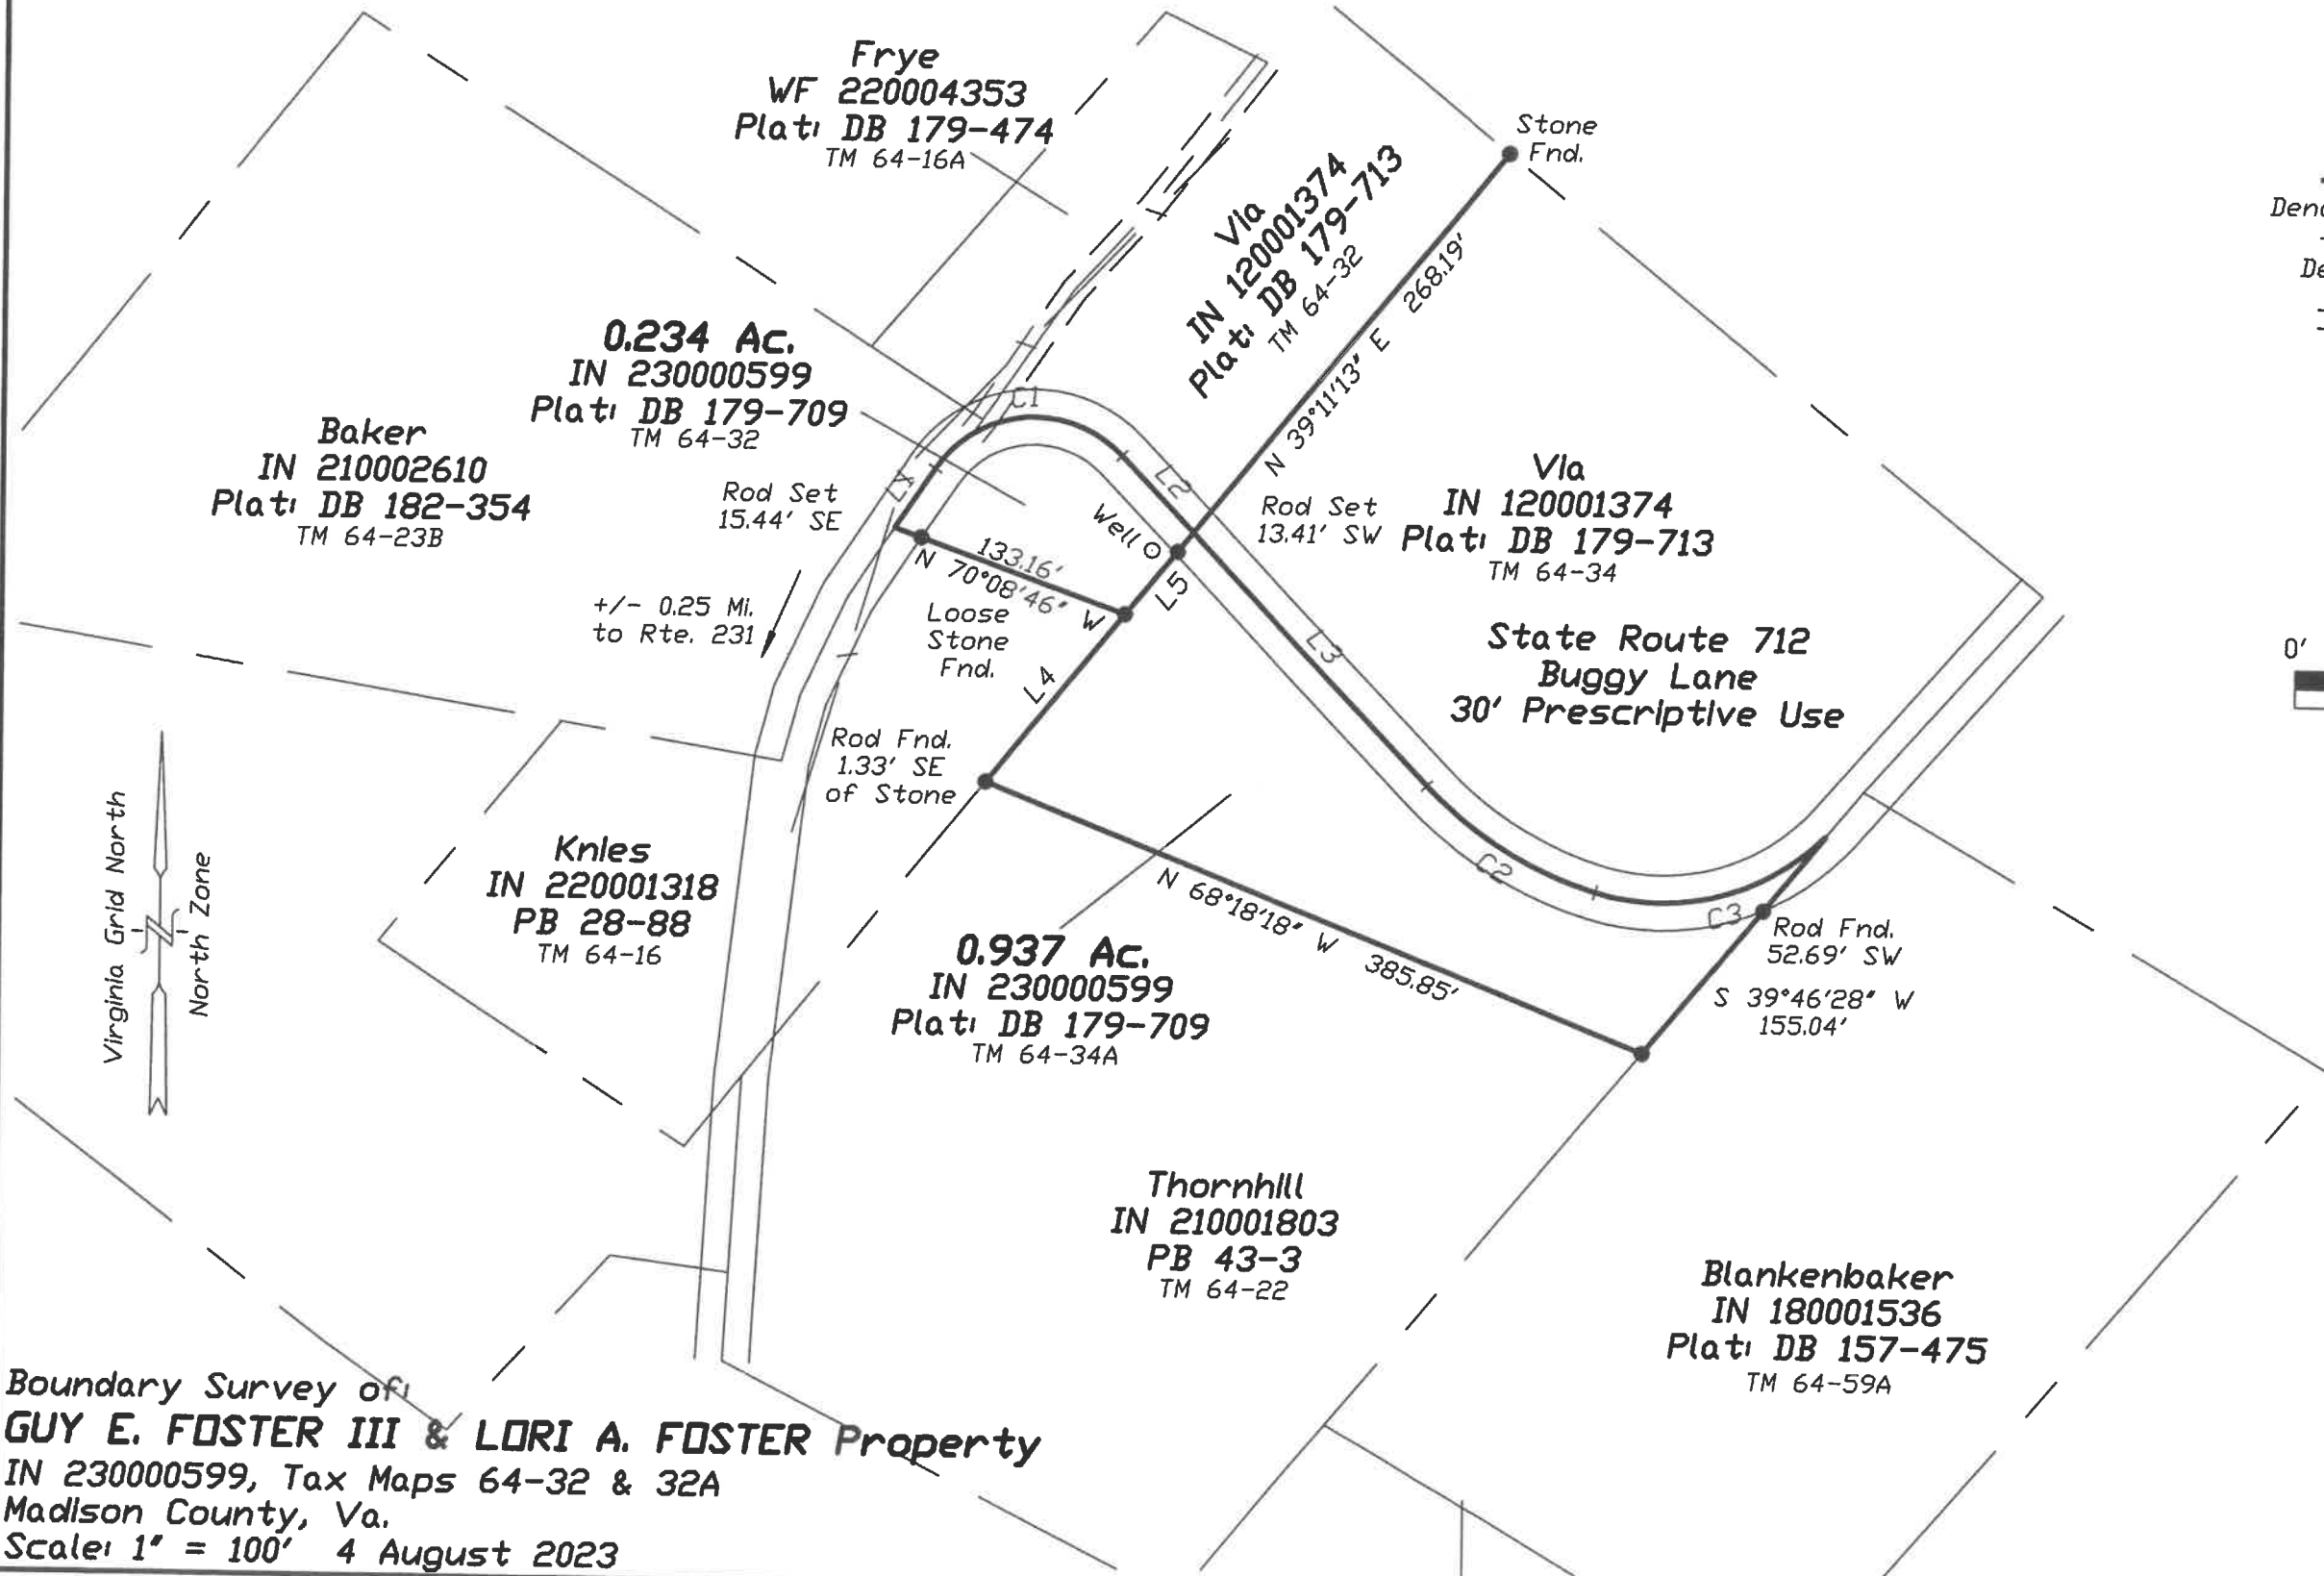 Frye
WF 220004353
Plat: DB 179-474
TM 64-16A
Stone
Fnd.
Via
IN 120001374
Plat: DB 179-713
TM 64-32
N 39°11'13" E 268.19'
0.234 Ac.
IN 230000599
Plat: DB 179-709
TM 64-32
Baker
IN 210002610
Plat: DB 182-354
TM 64-23B
Rod Set
15.44' SE
C1
L2
Well
Rod Set
13.41' SW
Via
IN 120001374
Plat: DB 179-713
TM 64-34
133.16'
N 70°08'46" W
L5
Loose
Stone
Fnd.
+/- 0.25 Mi.
to Rte. 231
L3
State Route 712
Buggy Lane
30' Prescriptive Use
0'
L4
Rod Fnd.
1.33' SE
of Stone
Virginia Grid North
North Zone
Knies
IN 220001318
PB 28-88
TM 64-16
C2
N 68°18'18" W 385.85'
C3
Rod Fnd.
52.69' SW
S 39°46'28" W
155.04'
0.937 Ac.
IN 230000599
Plat: DB 179-709
TM 64-34A
Thornhill
IN 210001803
PB 43-3
TM 64-22
Blankenbaker
IN 180001536
Plat: DB 157-475
TM 64-59A
Boundary Survey of:
GUY E. FOSTER III & LORI A. FOSTER Property
IN 230000599, Tax Maps 64-32 & 32A
Madison County, Va.
Scale: 1" = 100' 4 August 2023